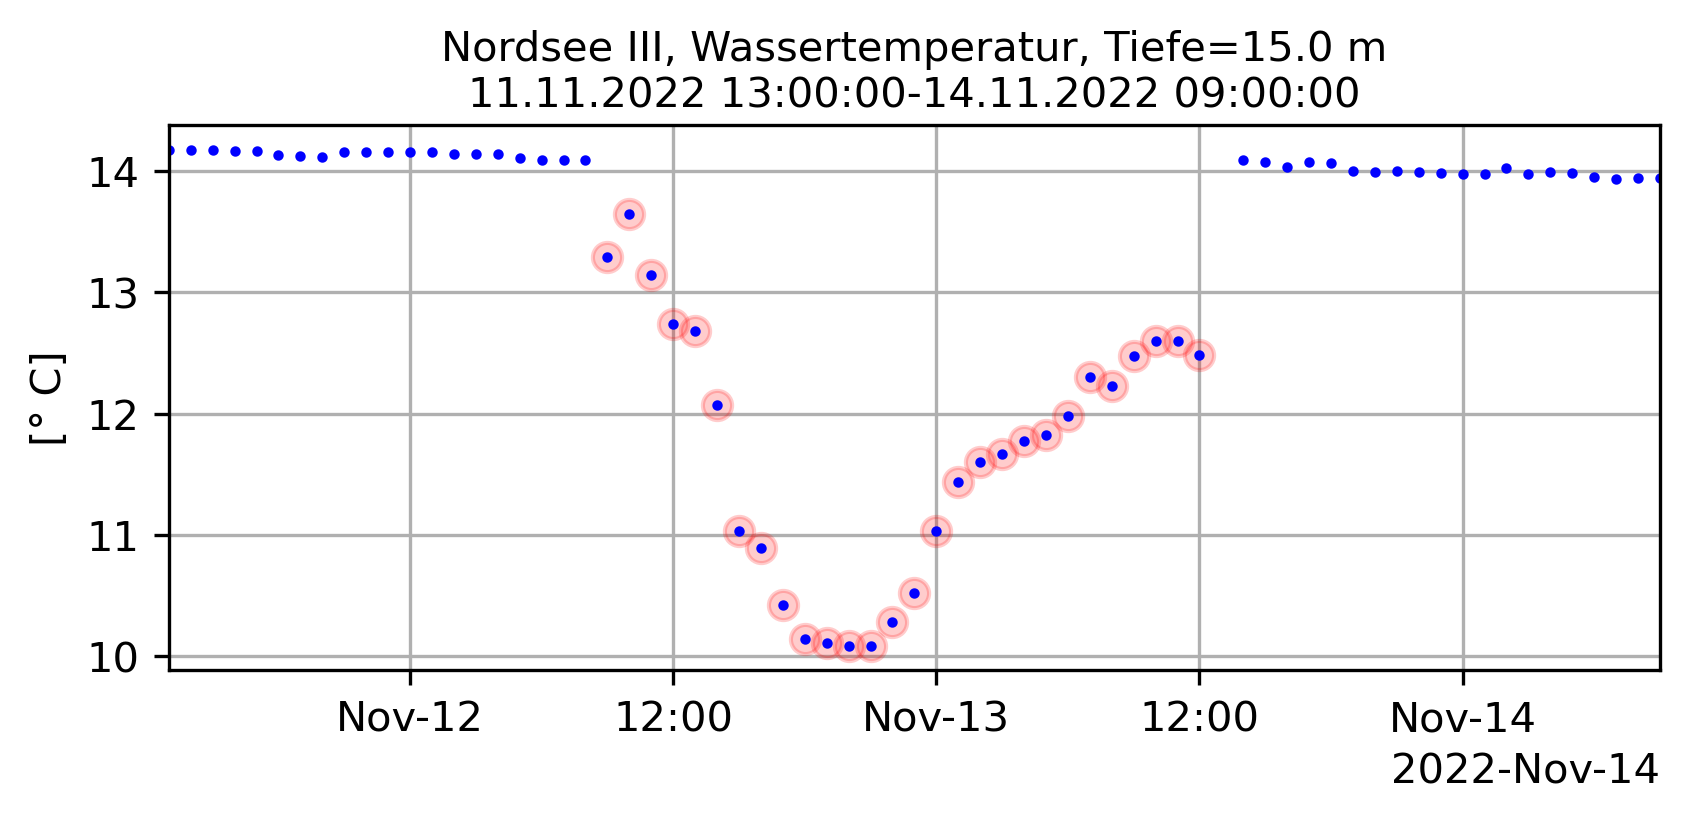 Nordsee III, Wassertemperatur, Tiefe=15.0 m
11.11.2022 13:00:00-14.11.2022 09:00:00
[° C]
14
13
12
11
10
Nov-12 12:00 Nov-13 12:00 Nov-14
2022-Nov-14